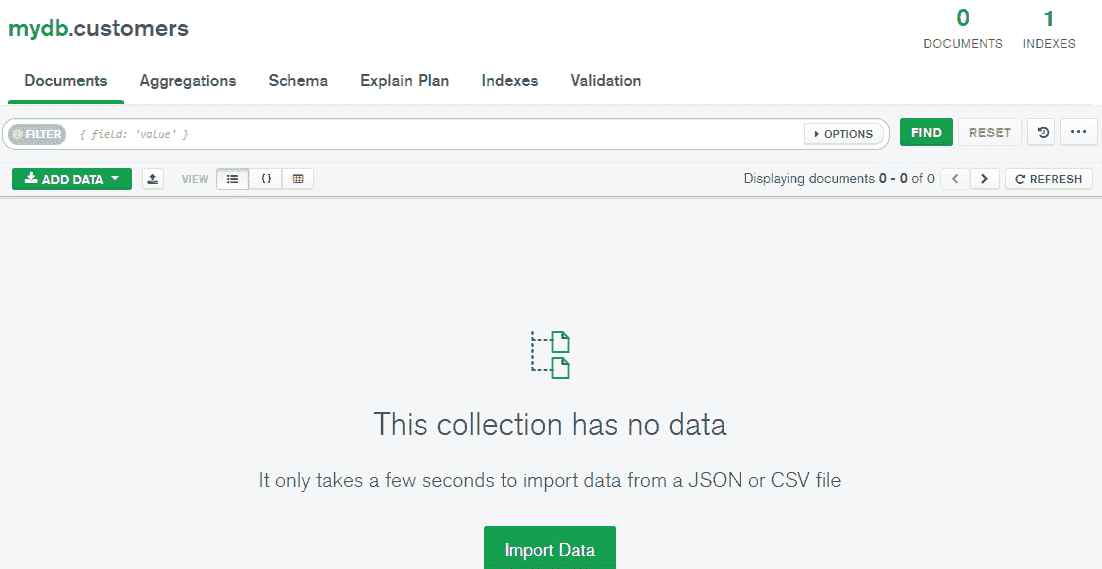 mydb.customers
0 1
DOCUMENTS INDEXES
Documents Aggregations Schema Explain Plan Indexes Validation
FILTER { field: 'value' } OPTIONS FIND RESET
ADD DATA VIEW {} Displaying documents 0 - 0 of 0 < > REFRESH
This collection has no data
It only takes a few seconds to import data from a JSON or CSV file
Import Data